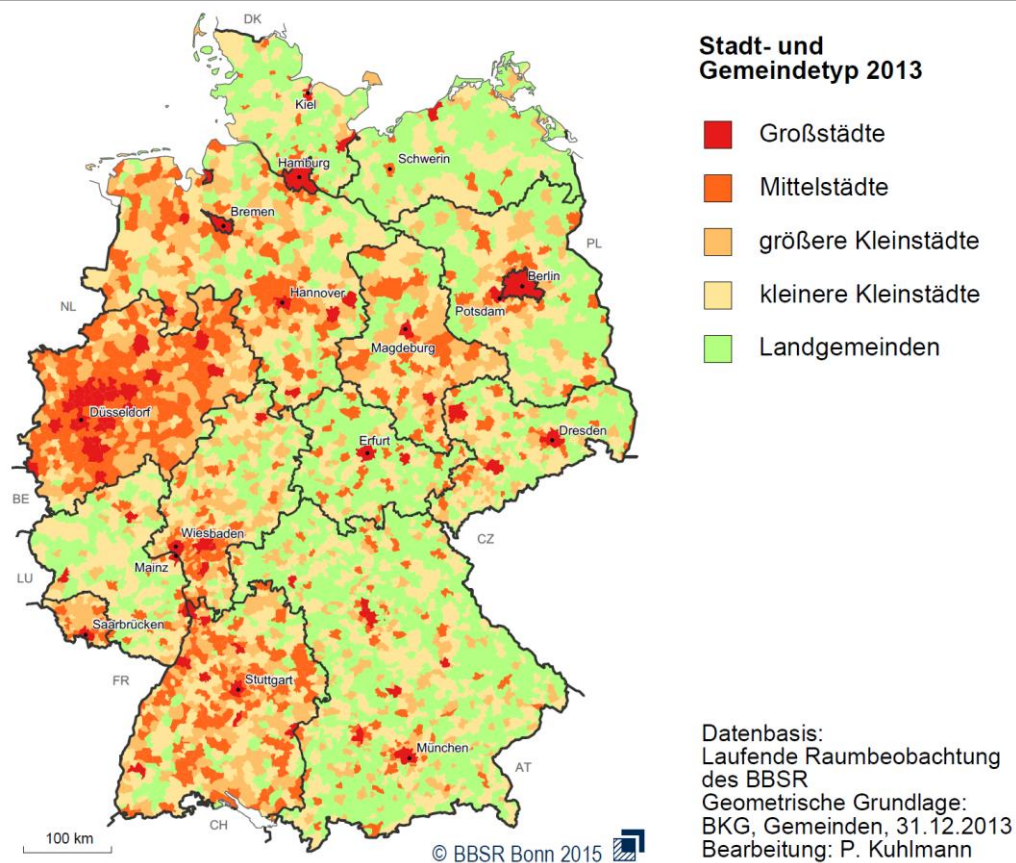 Stadt- und
Gemeindetyp 2013
Großstädte
Mittelstädte
größere Kleinstädte
kleinere Kleinstädte
Landgemeinden
DK
Kiel
Schwerin
Hamburg
Bremen
PL
Berlin
NL
Hannover
Potsdam
Magdeburg
Düsseldorf
Erfurt
Dresden
BE
Wiesbaden
CZ
Mainz
LU
Saarbrücken
FR
Stuttgart
München
AT
CH
100 km
© BBSR Bonn 2015
Datenbasis:
Laufende Raumbeobachtung
des BBSR
Geometrische Grundlage:
BKG, Gemeinden, 31.12.2013
Bearbeitung: P. Kuhlmann